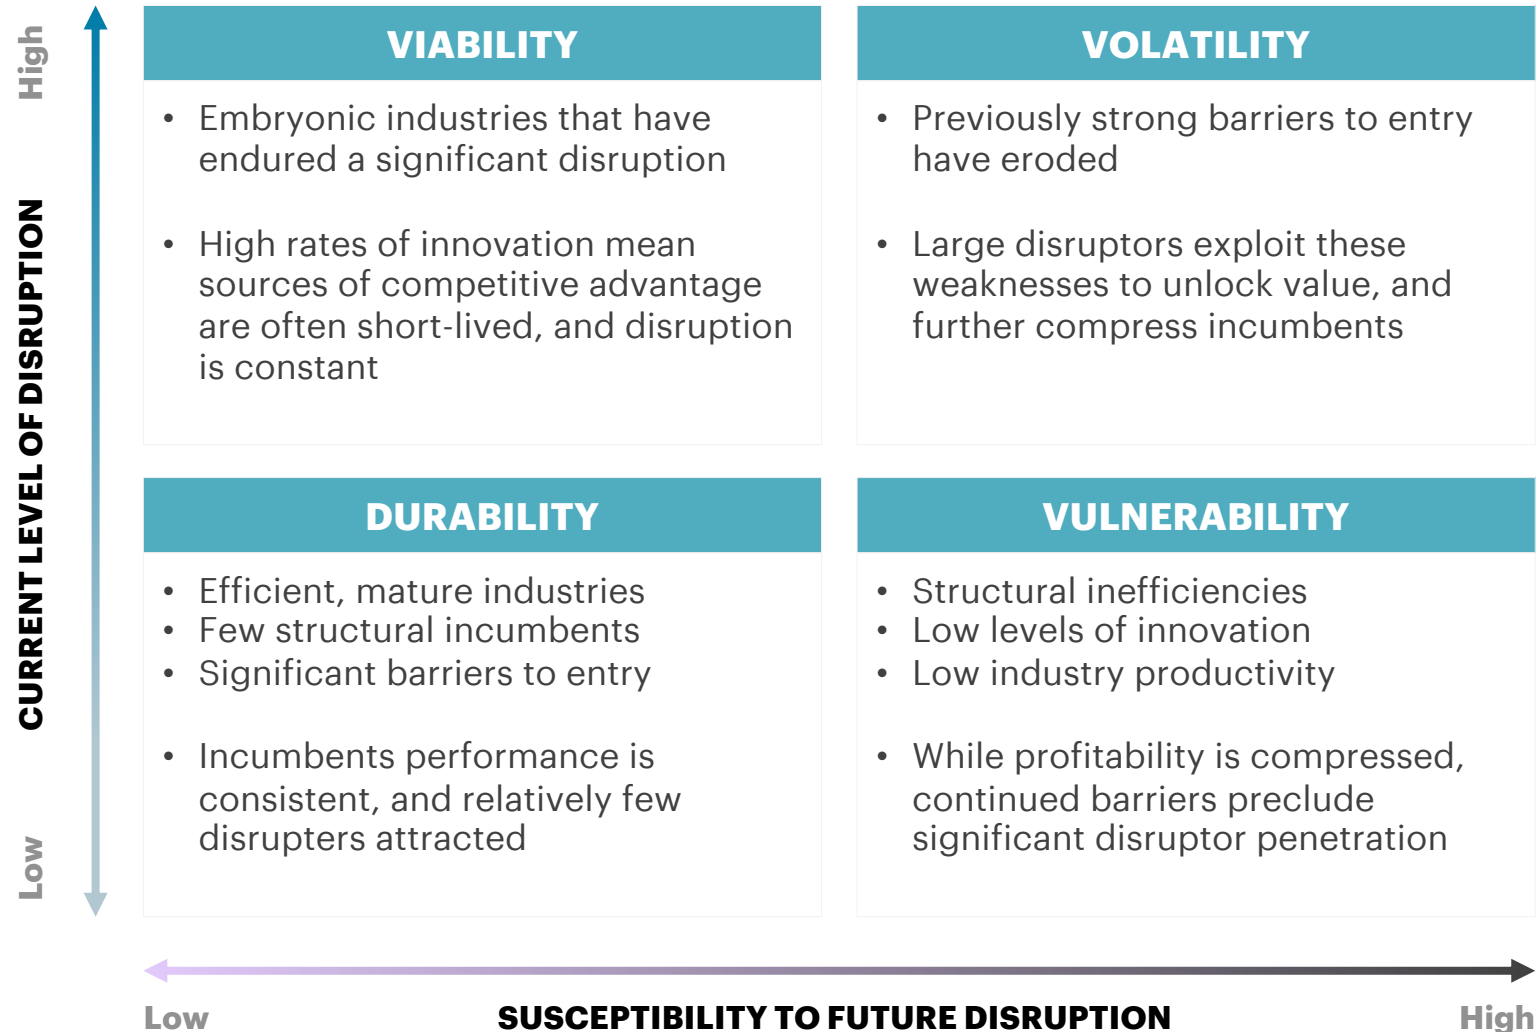 High
CURRENT LEVEL OF DISRUPTION
Low
VIABILITY
• Embryonic industries that have
endured a significant disruption
• High rates of innovation mean
sources of competitive advantage
are often short-lived, and disruption
is constant
VOLATILITY
• Previously strong barriers to entry
have eroded
• Large disruptors exploit these
weaknesses to unlock value, and
further compress incumbents
DURABILITY
• Efficient, mature industries
• Few structural incumbents
• Significant barriers to entry
• Incumbents performance is
consistent, and relatively few
disrupters attracted
VULNERABILITY
• Structural inefficiencies
• Low levels of innovation
• Low industry productivity
• While profitability is compressed,
continued barriers preclude
significant disruptor penetration
Low
SUSCEPTIBILITY TO FUTURE DISRUPTION
High